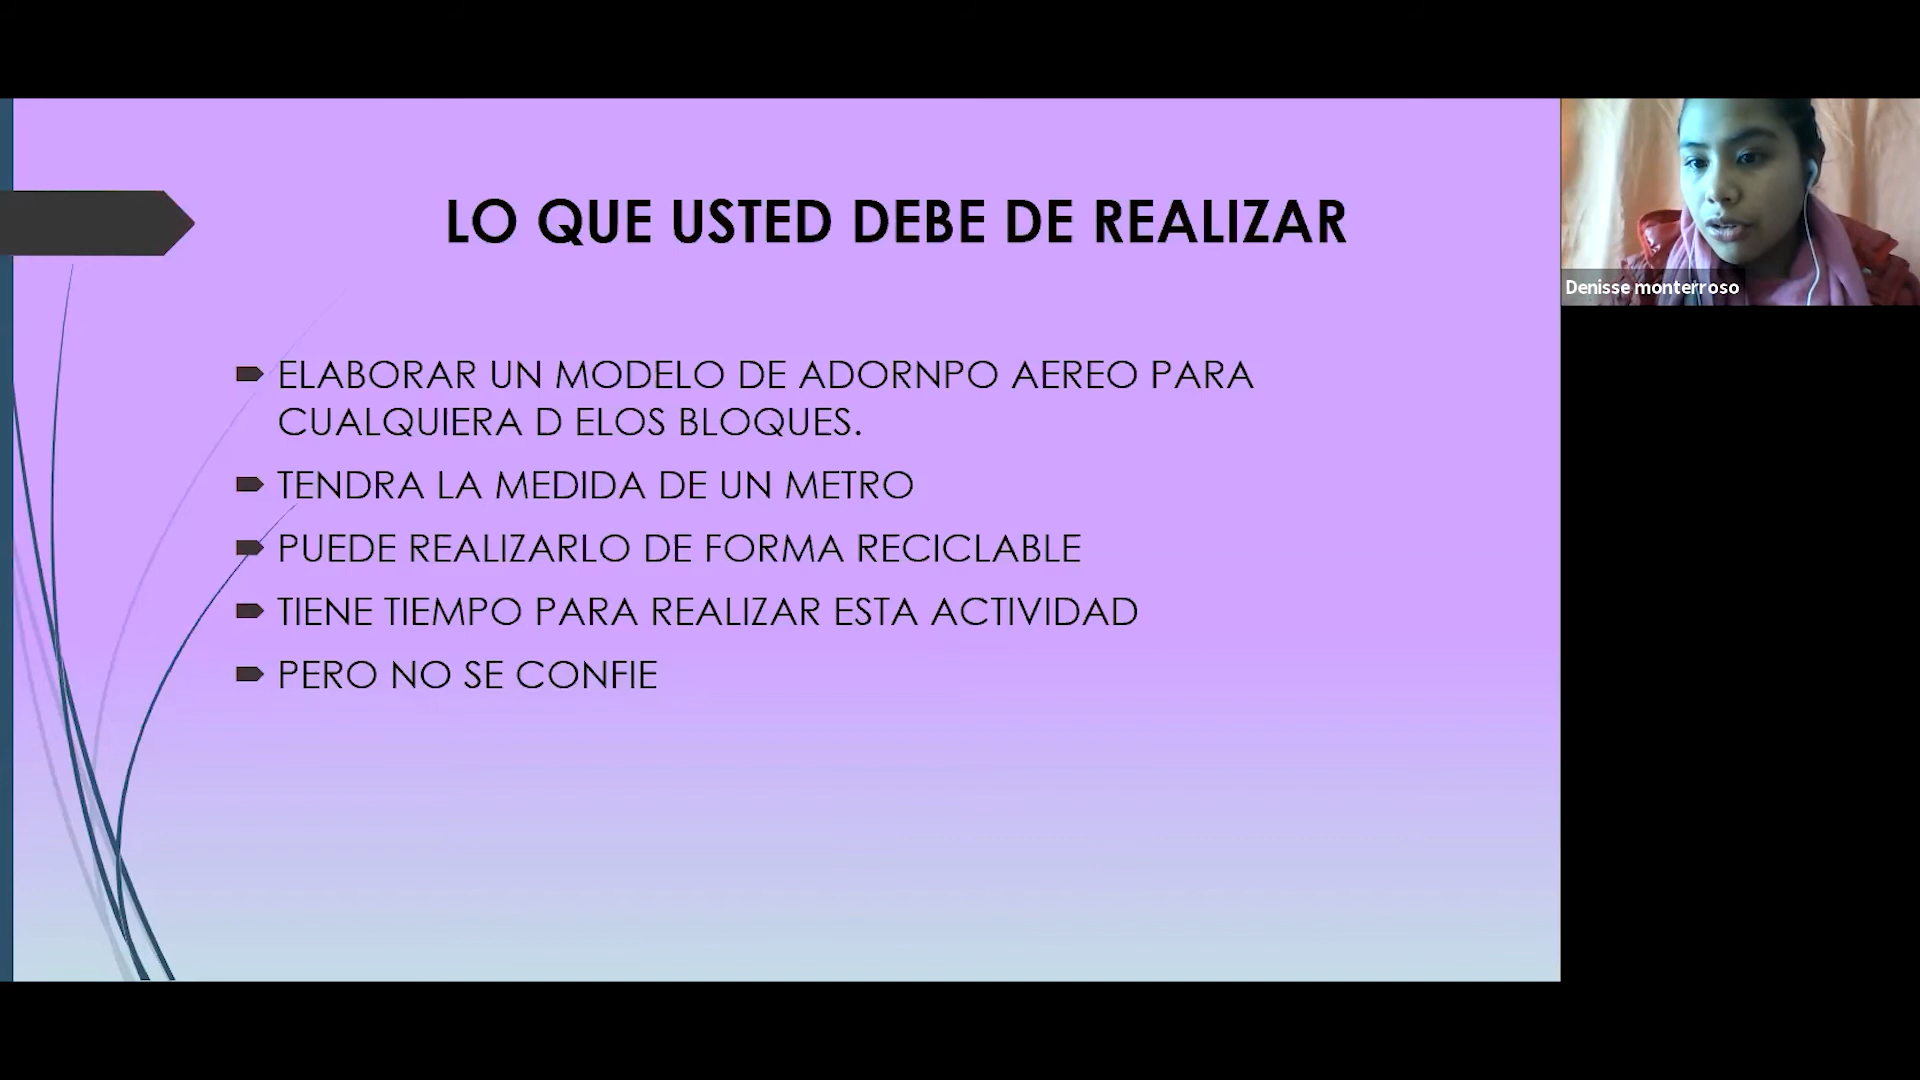 LO QUE USTED DEBE DE REALIZAR
ELABORAR UN MODELO DE ADORNPO AEREO PARA
CUALQUIERA D ELOS BLOQUES.
TENDRA LA MEDIDA DE UN METRO
PUEDE REALIZARLO DE FORMA RECICLABLE
TIENE TIEMPO PARA REALIZAR ESTA ACTIVIDAD
PERO NO SE CONFIE
Denisse monterroso